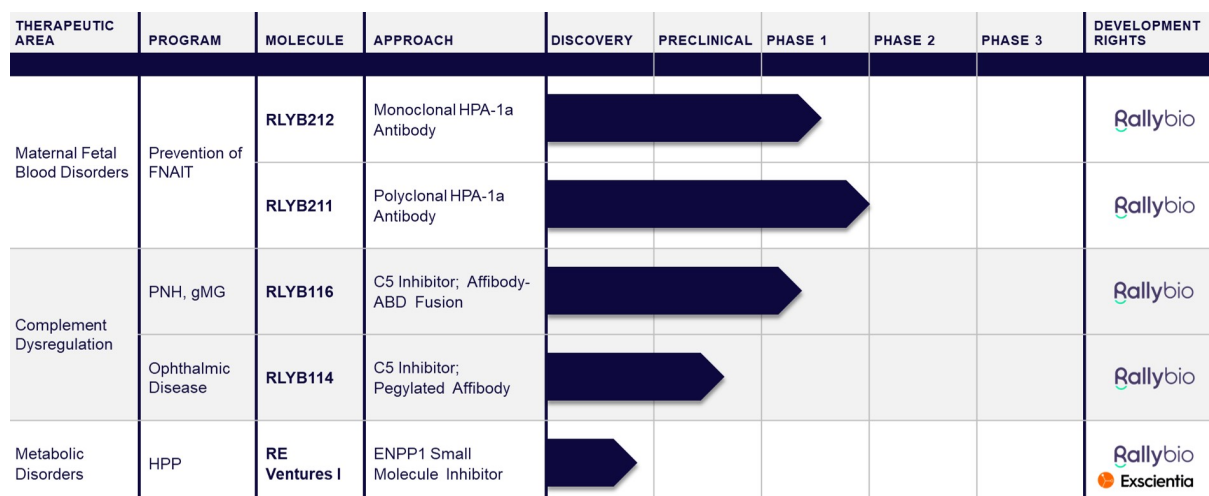 THERAPEUTIC
AREA
PROGRAM
MOLECULE
APPROACH
DISCOVERY
PRECLINICAL
PHASE 1
PHASE 2
PHASE 3
DEVELOPMENT
RIGHTS
Maternal Fetal
Blood Disorders
Prevention of
FNAIT
RLYB212
Monoclonal HPA-1a
Antibody
Rallybio
RLYB211
Polyclonal HPA-1a
Antibody
Rallybio
Complement
Dysregulation
PNH, gMG
RLYB116
C5 Inhibitor; Affibody-
ABD Fusion
Rallybio
Ophthalmic
Disease
RLYB114
C5 Inhibitor;
Pegylated Affibody
Rallybio
Metabolic
Disorders
HPP
RE
Ventures I
ENPP1 Small
Molecule Inhibitor
Rallybio
Exscientia